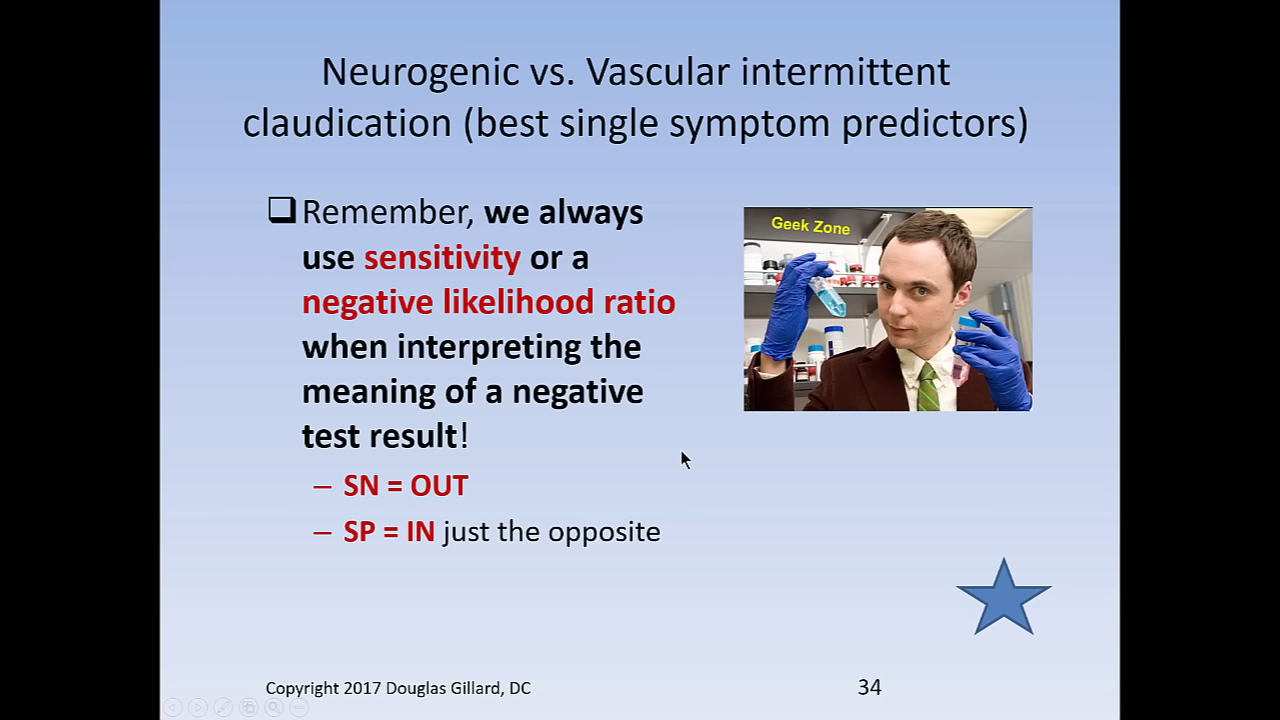 Neurogenic vs. Vascular intermittent
claudication (best single symptom predictors)
Remember, we always
use sensitivity or a
negative likelihood ratio
when interpreting the
meaning of a negative
test result!
– SN = OUT
– SP = IN just the opposite
Geek Zone
Copyright 2017 Douglas Gillard, DC
34